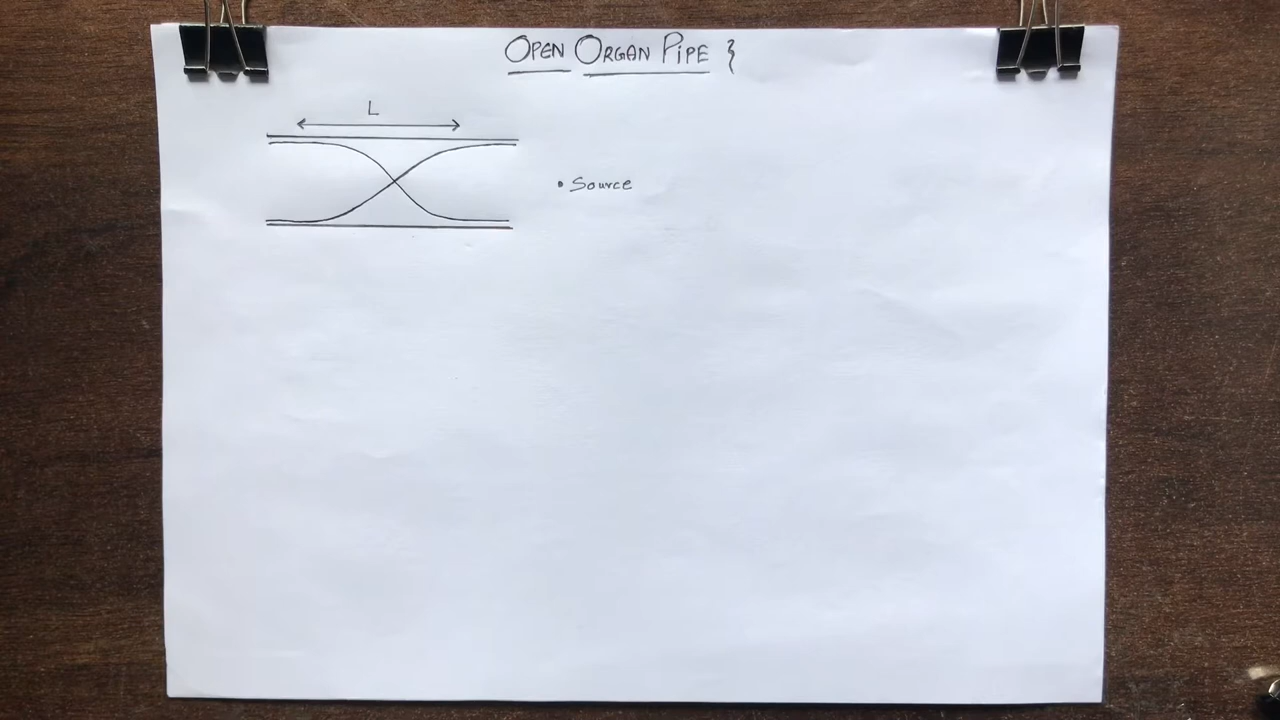 OPEN ORGAN PIPE }
L
• Source